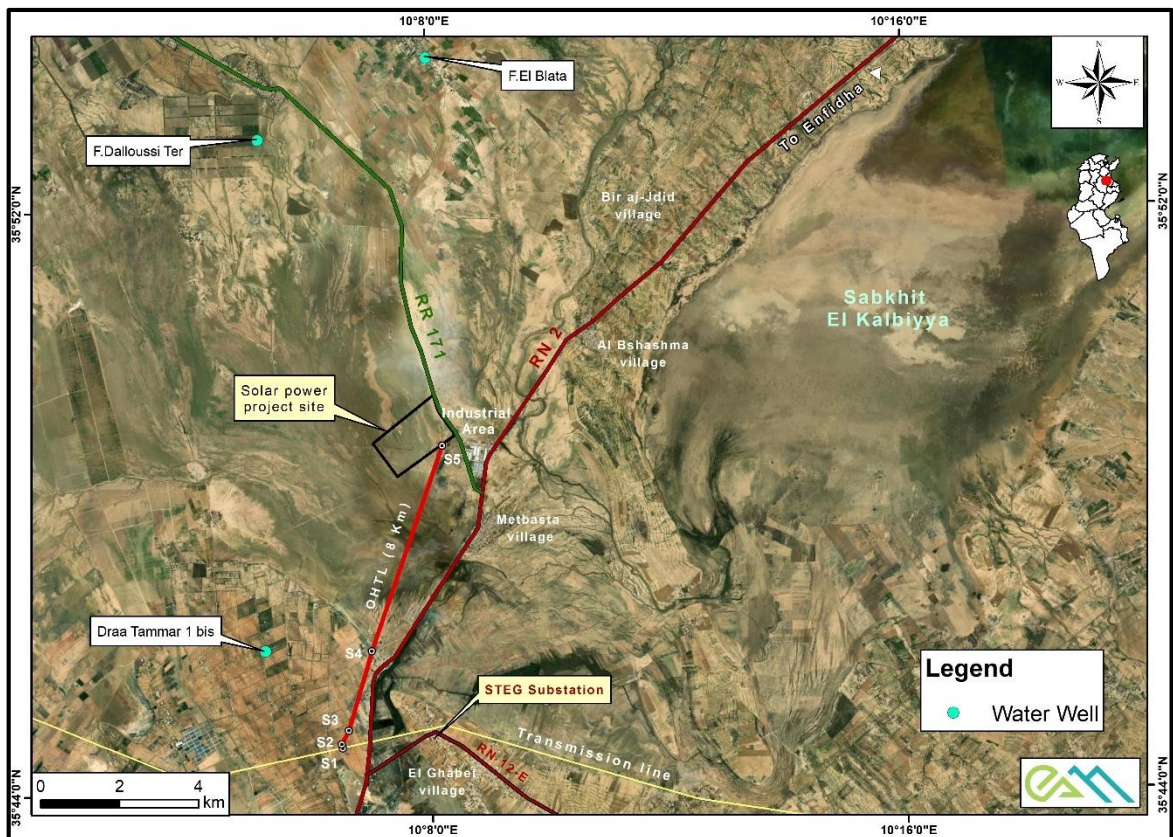 10°8'0"E
10°16'0"E
F.El Blata
N
W
E
S
To Enfidha
F.Dalloussi Ter
35°52'0"N
35°52'0"N
Bir aj-Jdid
village
RR 171
Sabkhit
El Kalbiyya
RN 2
Al Bshashma
village
Solar power
project site
Industrial
Area
S5
Metbasta
village
OHTL (8 Km)
Draa Tammar 1 bis
S4
Legend
Water Well
STEG Substation
S3
S2
S1
Transmission line
RN 12 E
El Ghabet
village
0 2 4
km
35°44'0"N
35°44'0"N
10°8'0"E
10°16'0"E